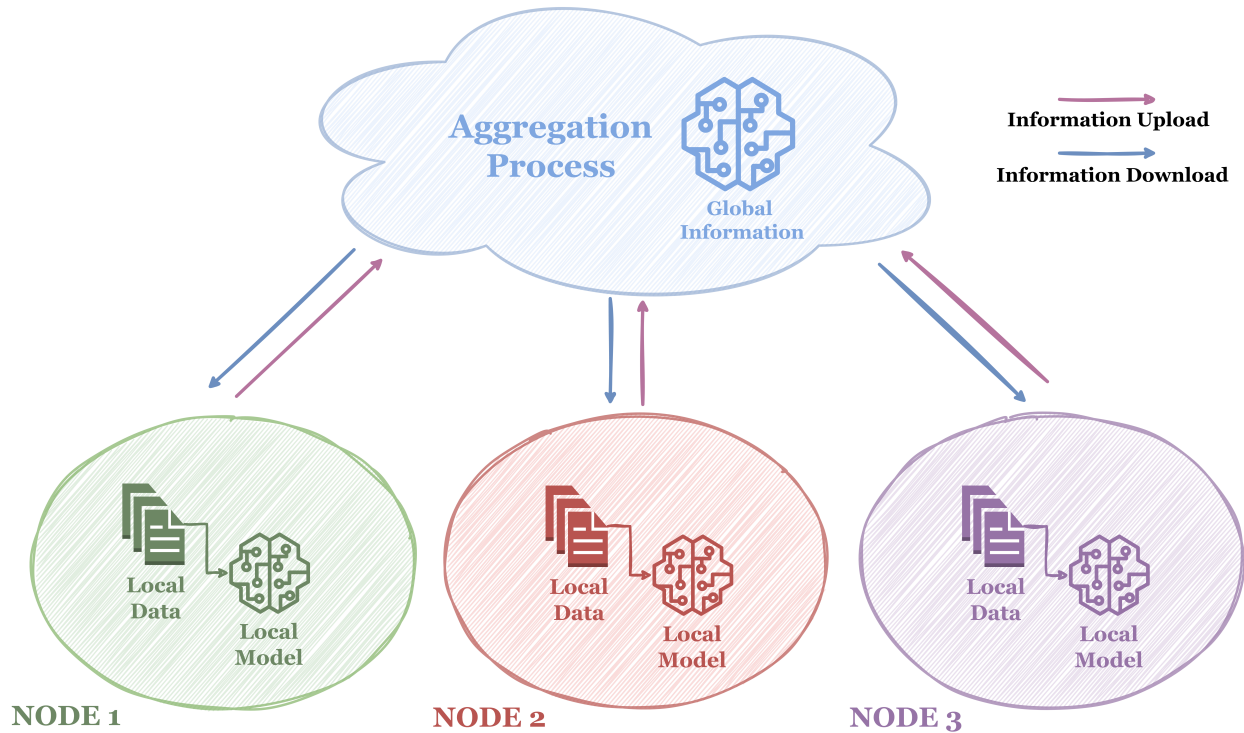 Aggregation
Process
Global
Information
Information Upload
Information Download
Local
Data
Local
Model
NODE 1
Local
Data
Local
Model
NODE 2
Local
Data
Local
Model
NODE 3